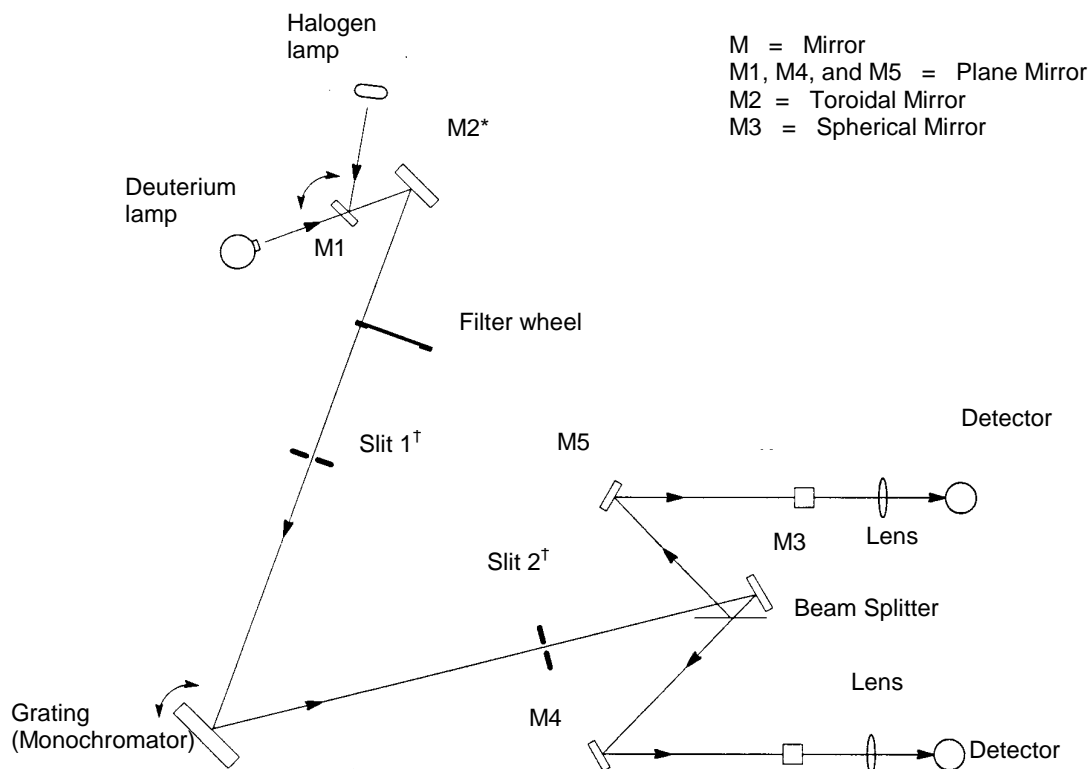 Halogen
lamp
M = Mirror
M1, M4, and M5 = Plane Mirror
M2 = Toroidal Mirror
M3 = Spherical Mirror
M2*
Deuterium
lamp
M1
Filter wheel
Slit 1†
M5
Detector
M3
Lens
Slit 2†
Beam Splitter
Lens
M4
Grating
(Monochromator)
Detector